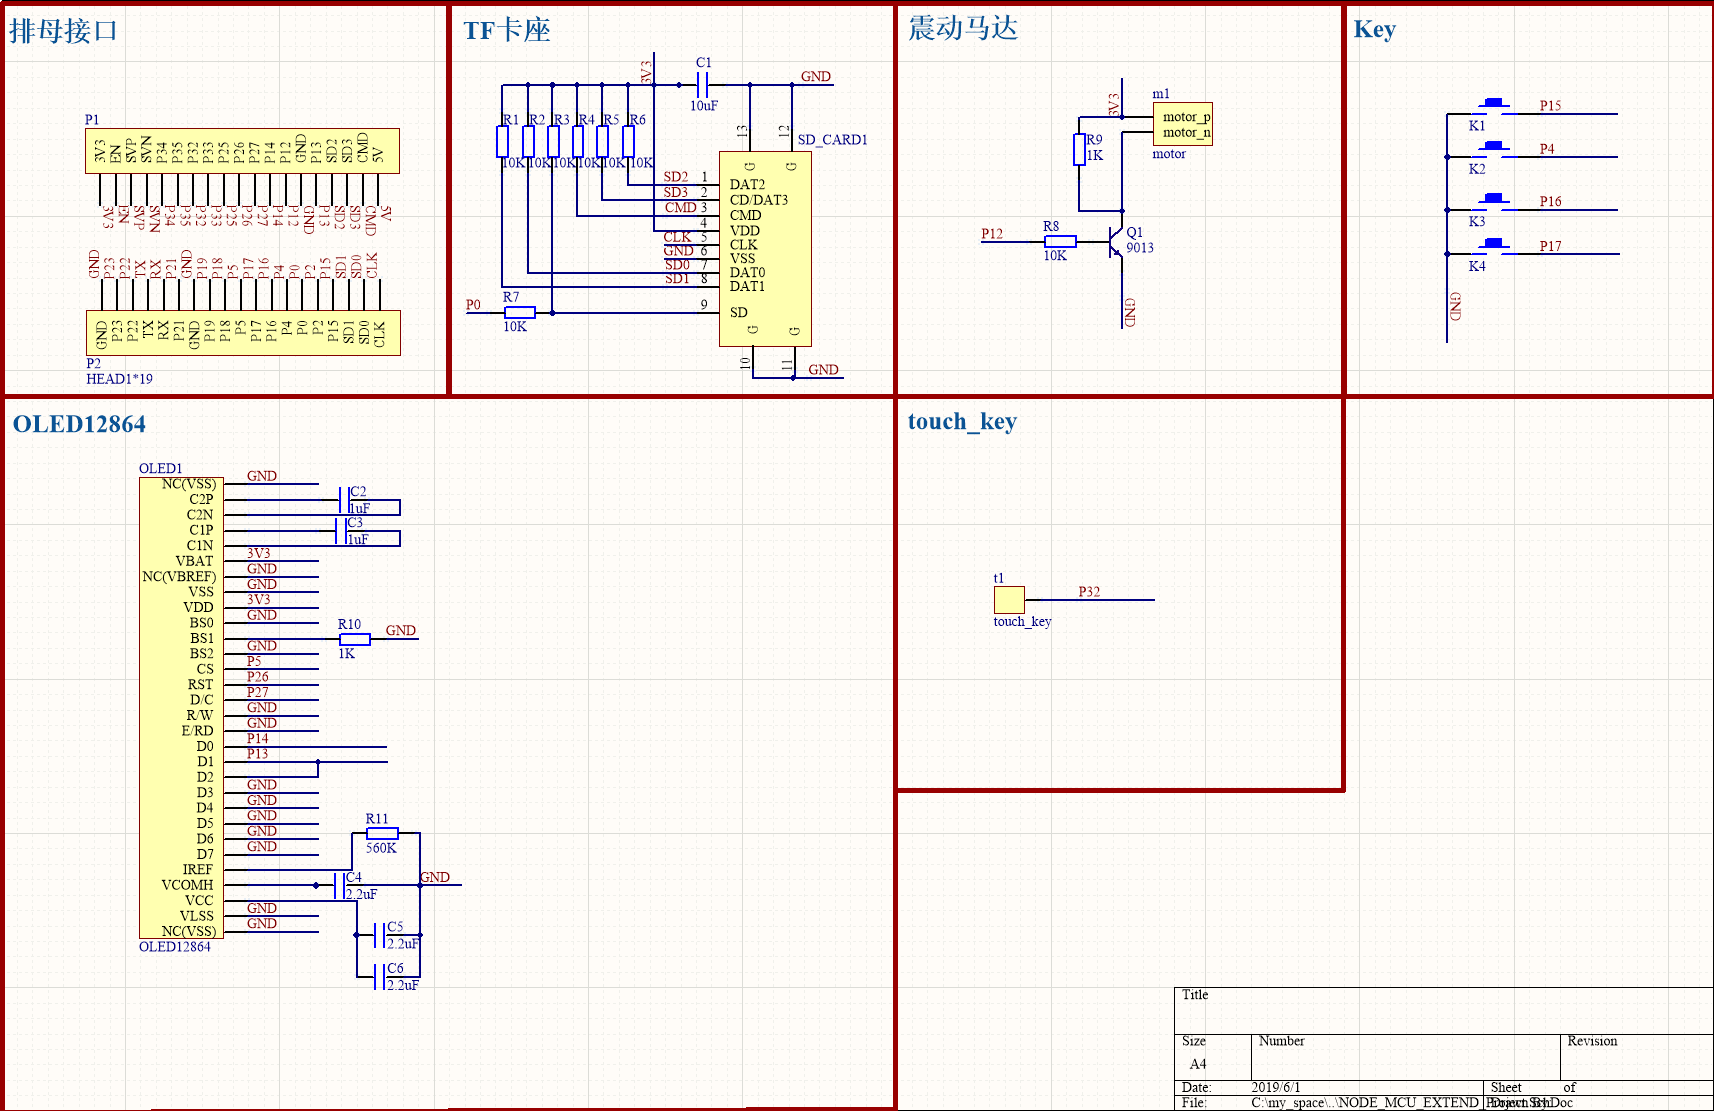 排母接口
P1
3V3 EN SVP SVN P34 P35 P32 P33 P25 P26 P27 P14 P12 GND P13 SD2 SD3 CMD 5V
3V3 EN SVP SVN P34 P35 P32 P33 P25 P26 P27 P14 P12 GND P13 SD2 SD3 CMD 5V
GND P23 P22 TX RX P21 GND P19 P18 P5 P17 P16 P4 P0 P2 P15 SD1 SD0 CLK
GND P23 P22 TX RX P21 GND P19 P18 P5 P17 P16 P4 P0 P2 P15 SD1 SD0 CLK
P2
HEAD1*19
TF卡座
3V3
C1
10uF
GND
R1 R2 R3 R4 R5 R6
10K 10K 10K 10K 10K 10K
13 12
SD_CARD1
G G
SD2 1 DAT2
SD3 2 CD/DAT3
CMD 3 CMD
4 VDD
CLK 5 CLK
GND 6 VSS
SD0 7 DAT0
SD1 8 DAT1
P0 R7 9 SD
10K
G G
10 11
GND
震动马达
3V3
m1
motor_p
motor_n
motor
R9
1K
P12
R8
10K
Q1
9013
GND
Key
P15
K1
P4
K2
P16
K3
P17
K4
GND
OLED12864
OLED1
NC(VSS) GND
C2P C2
C2N 1uF
C1P C3
C1N 1uF
VBAT 3V3
NC(VBREF) GND
VSS GND
VDD 3V3
BS0 GND
BS1 R10 GND
1K
BS2 GND
CS P5
RST P26
D/C P27
R/W GND
E/RD GND
D0 P14
D1 P13
D2
D3 GND
D4 GND
D5 GND
D6 GND
D7 GND
R11
560K
IREF
VCOMH C4 GND
2.2uF
VCC
VLSS GND
NC(VSS) GND
C5
2.2uF
C6
2.2uF
OLED12864
touch_key
t1
P32
touch_key
Title
Size Number Revision
A4
Date: 2019/6/1 Sheet of
File: C:\my_space\..\NODE_MCU_EXTEND_